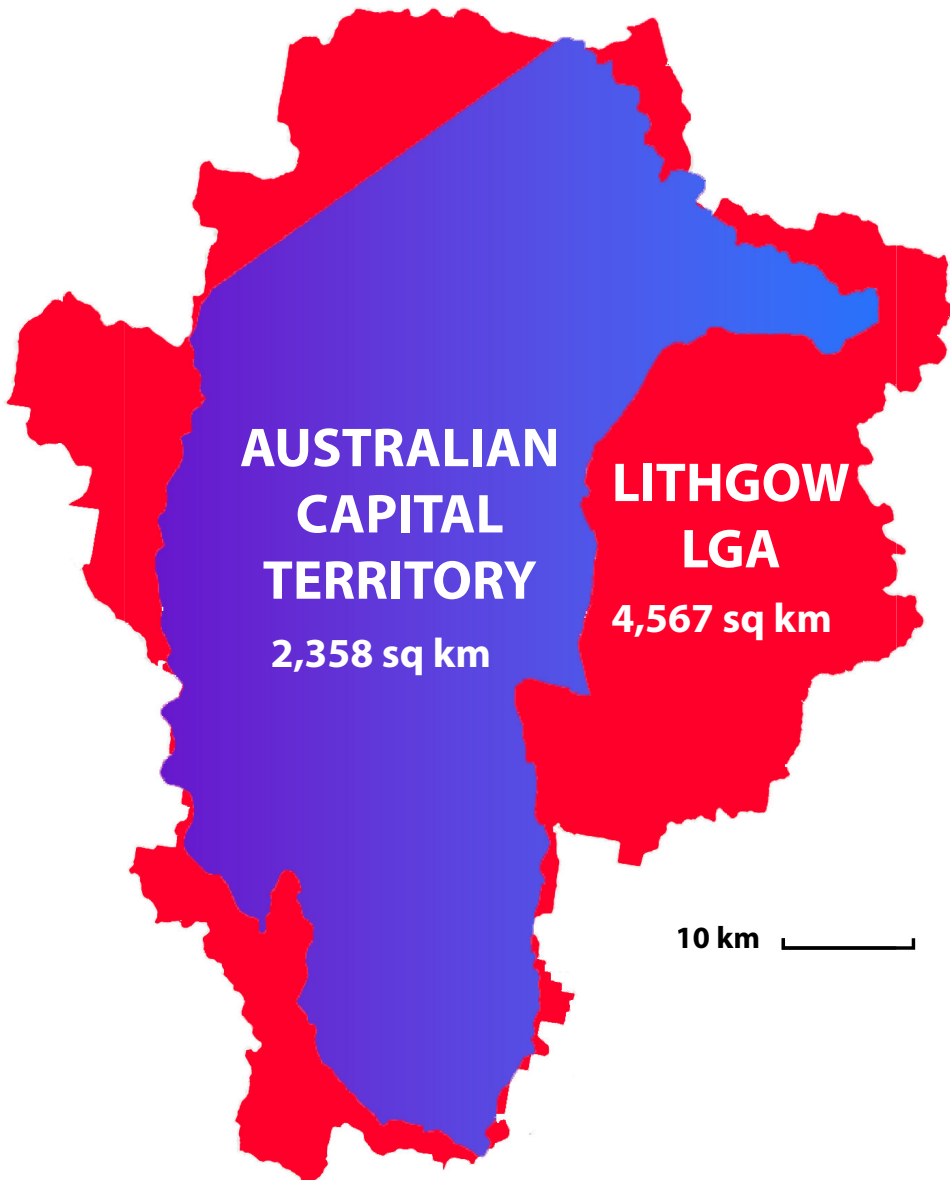 AUSTRALIAN
CAPITAL
TERRITORY
2,358 sq km
LITHGOW
LGA
4,567 sq km
10 km